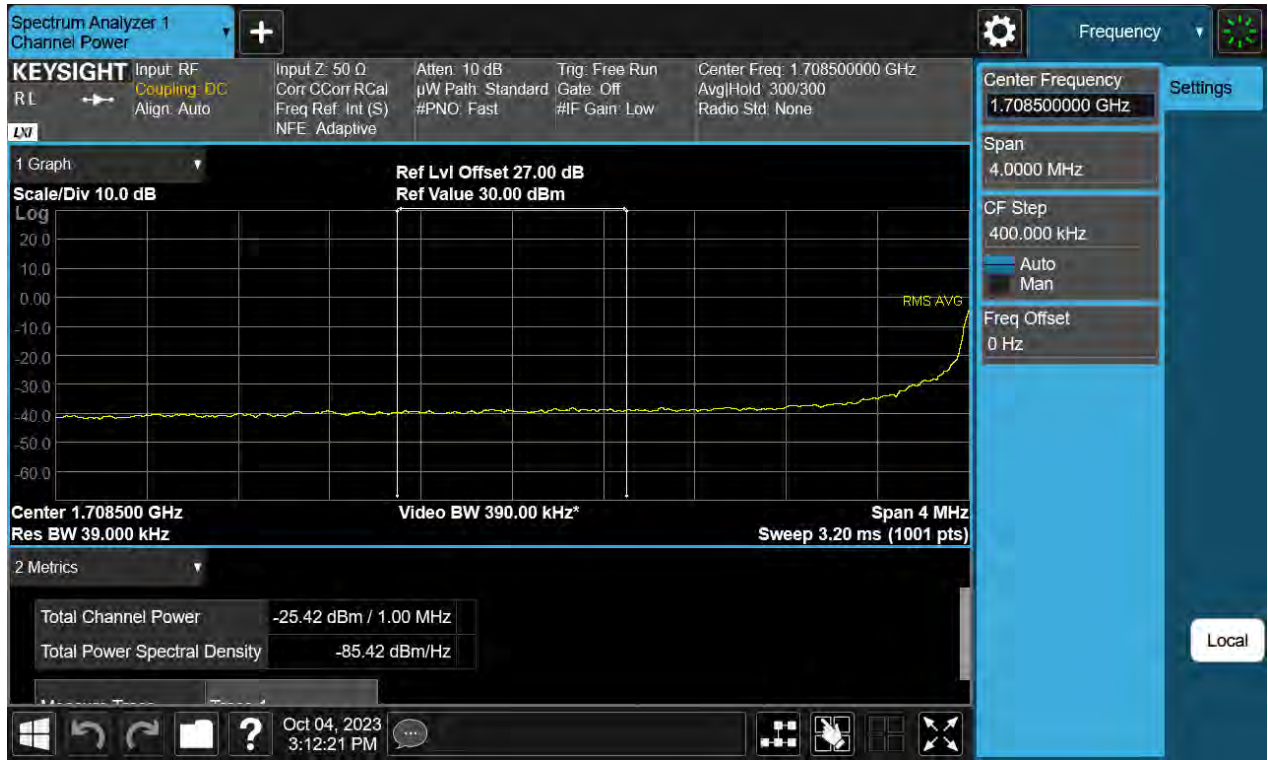 Spectrum Analyzer 1
Channel Power
Frequency
KEYSIGHT
RL
LXI
Input: RF
Coupling: DC
Align: Auto
Input Z: 50 Ω
Corr CCorr RCal
Freq Ref: Int (S)
NFE: Adaptive
Atten: 10 dB
µW Path: Standard
#PNO: Fast
Trig: Free Run
Gate: Off
#IF Gain: Low
Center Freq: 1.708500000 GHz
Avg|Hold: 300/300
Radio Std: None
1 Graph
Scale/Div 10.0 dB
Ref Lvl Offset 27.00 dB
Ref Value 30.00 dBm
Log
20.0
10.0
0.00
-10.0
-20.0
-30.0
-40.0
-50.0
-60.0
RMS AVG
Center 1.708500 GHz
Res BW 39.000 kHz
Video BW 390.00 kHz*
Span 4 MHz
Sweep 3.20 ms (1001 pts)
2 Metrics
Total Channel Power -25.42 dBm / 1.00 MHz
Total Power Spectral Density -85.42 dBm/Hz
Oct 04, 2023
3:12:21 PM
Center Frequency
1.708500000 GHz
Settings
Span
4.0000 MHz
CF Step
400.000 kHz
Auto
Man
Freq Offset
0 Hz
Local